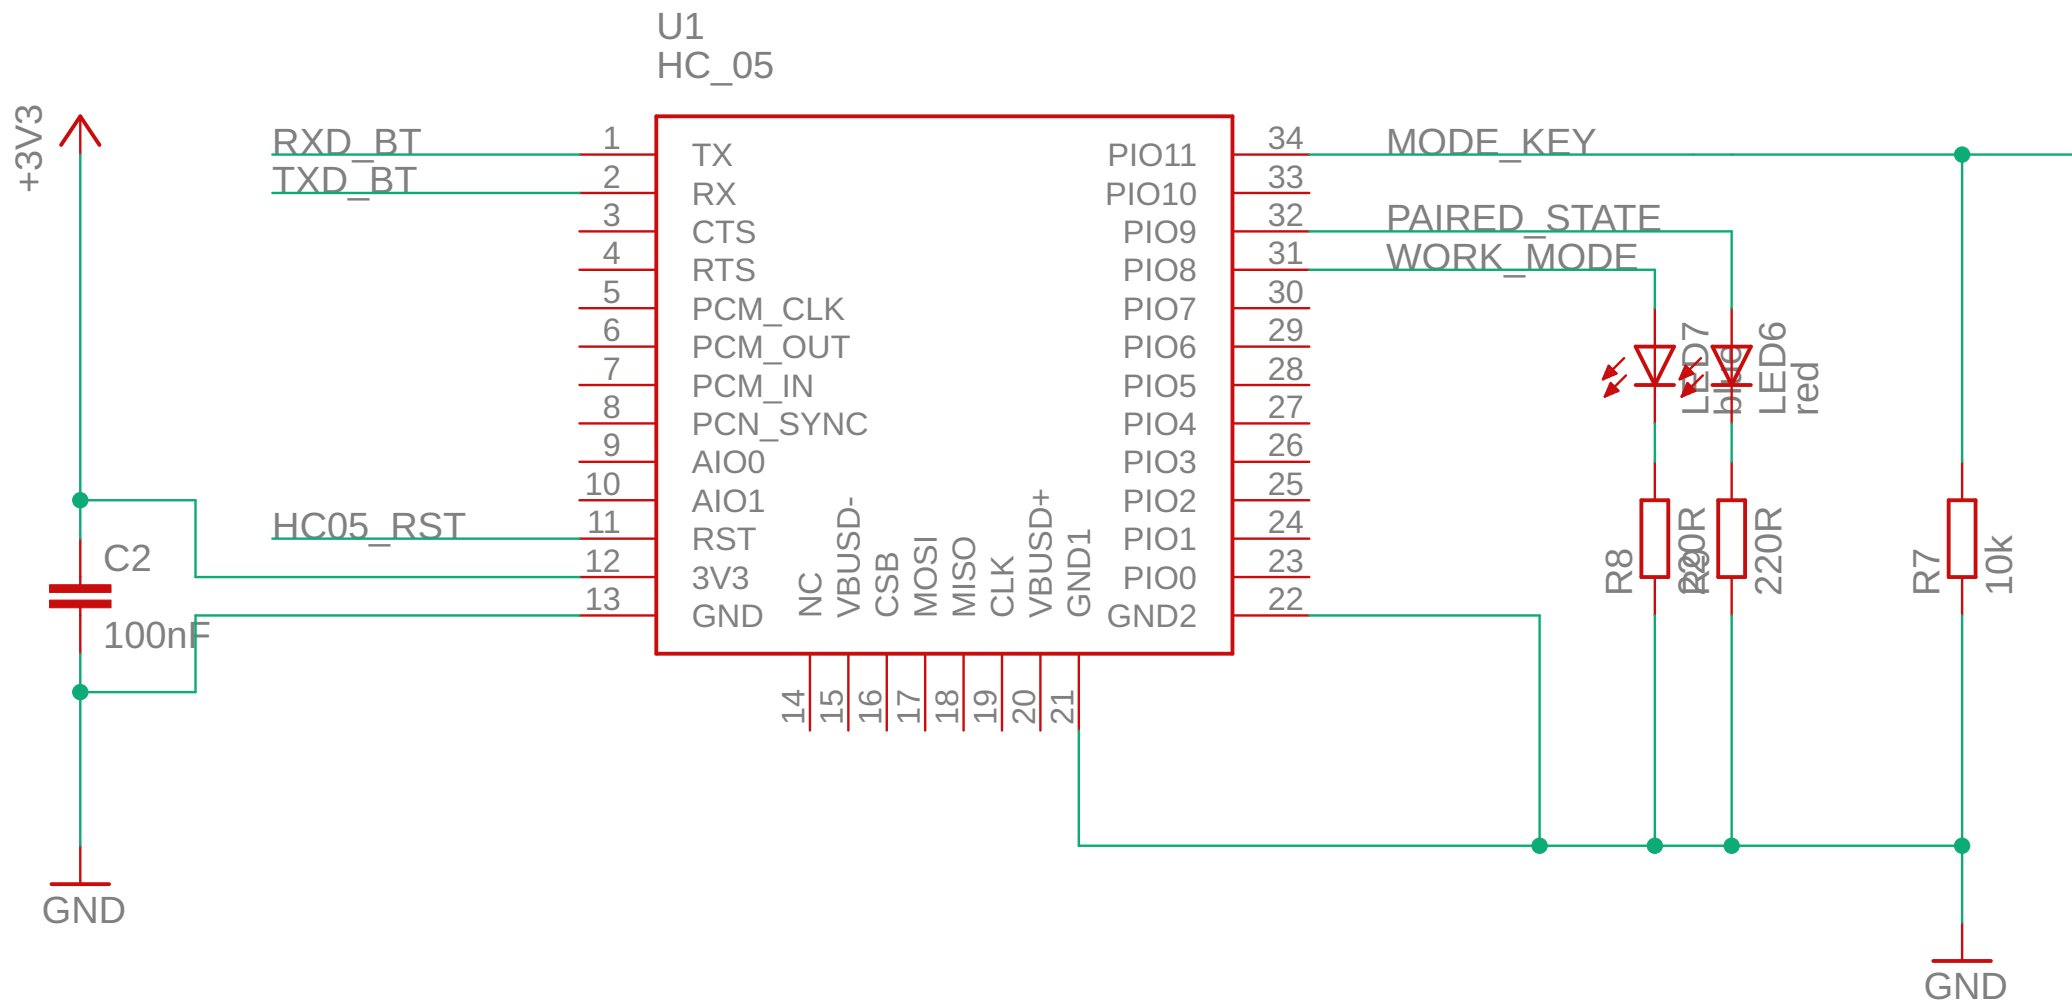 U1
HC_05
+3V3
RXD_BT
TXD_BT
HC05_RST
C2
100nF
GND
1 TX
2 RX
3 CTS
4 RTS
5 PCM_CLK
6 PCM_OUT
7 PCM_IN
8 PCN_SYNC
9 AIO0
10 AIO1
11 RST
12 3V3
13 GND
14 NC
15 VBUSD-
16 CSB
17 MOSI
18 MISO
19 CLK
20 VBUSD+
21 GND1
PIO11 34
PIO10 33
PIO9 32
PIO8 31
PIO7 30
PIO6 29
PIO5 28
PIO4 27
PIO3 26
PIO2 25
PIO1 24
PIO0 23
GND2 22
MODE_KEY
PAIRED_STATE
WORK_MODE
LED7
blue
LED6
red
R8
220R
R9
220R
R7
10k
GND